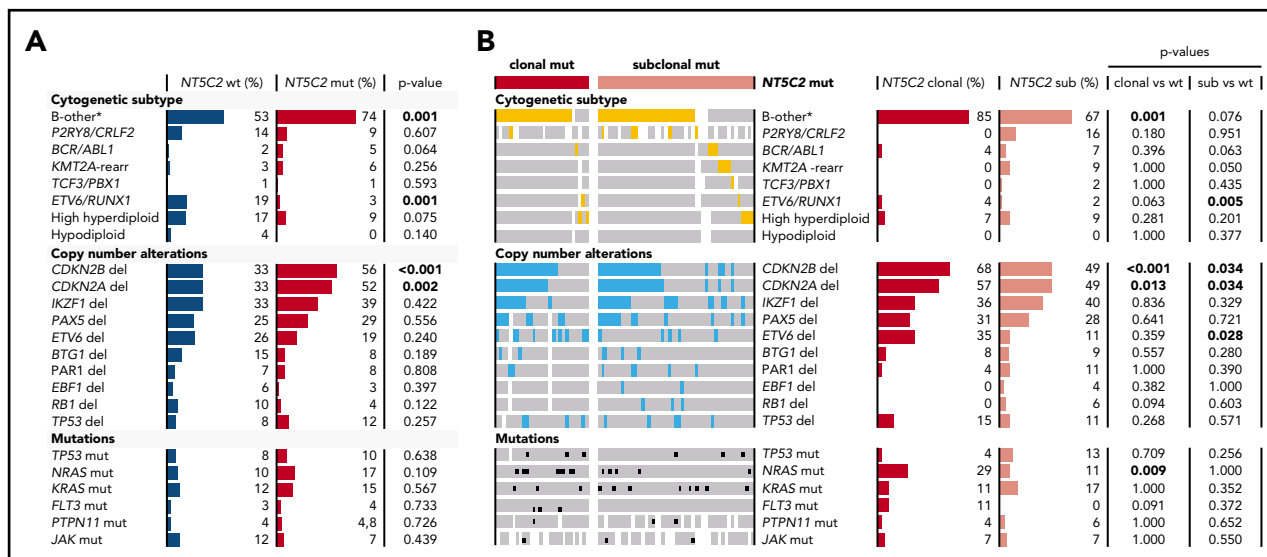 A
NT5C2 wt (%) NT5C2 mut (%) p-value
Cytogenetic subtype
B-other* 53 74 0.001
P2RY8/CRLF2 14 9 0.607
BCR/ABL1 2 5 0.064
KMT2A-rearr 3 6 0.256
TCF3/PBX1 1 1 0.593
ETV6/RUNX1 19 3 0.001
High hyperdiploid 17 9 0.075
Hypodiploid 4 0 0.140
Copy number alterations
CDKN2B del 33 56 <0.001
CDKN2A del 33 52 0.002
IKZF1 del 33 39 0.422
PAX5 del 25 29 0.556
ETV6 del 26 19 0.240
BTG1 del 15 8 0.189
PAR1 del 7 8 0.808
EBF1 del 6 3 0.397
RB1 del 10 4 0.122
TP53 del 8 12 0.257
Mutations
TP53 mut 8 10 0.638
NRAS mut 10 17 0.109
KRAS mut 12 15 0.567
FLT3 mut 3 4 0.733
PTPN11 mut 4 4,8 0.726
JAK mut 12 7 0.439
B
p-values
clonal mut subclonal mut NT5C2 mut NT5C2 clonal (%) NT5C2 sub (%) clonal vs wt sub vs wt
Cytogenetic subtype
B-other* 85 67 0.001 0.076
P2RY8/CRLF2 0 16 0.180 0.951
BCR/ABL1 4 7 0.396 0.063
KMT2A -rearr 0 9 1.000 0.050
TCF3/PBX1 0 2 1.000 0.435
ETV6/RUNX1 4 2 0.063 0.005
High hyperdiploid 7 9 0.281 0.201
Hypodiploid 0 0 1.000 0.377
Copy number alterations
CDKN2B del 68 49 <0.001 0.034
CDKN2A del 57 49 0.013 0.034
IKZF1 del 36 40 0.836 0.329
PAX5 del 31 28 0.641 0.721
ETV6 del 35 11 0.359 0.028
BTG1 del 8 9 0.557 0.280
PAR1 del 4 11 1.000 0.390
EBF1 del 0 4 0.382 1.000
RB1 del 0 6 0.094 0.603
TP53 del 15 11 0.268 0.571
Mutations
TP53 mut 4 13 0.709 0.256
NRAS mut 29 11 0.009 1.000
KRAS mut 11 17 1.000 0.352
FLT3 mut 11 0 0.091 0.372
PTPN11 mut 4 6 1.000 0.652
JAK mut 7 7 1.000 0.550